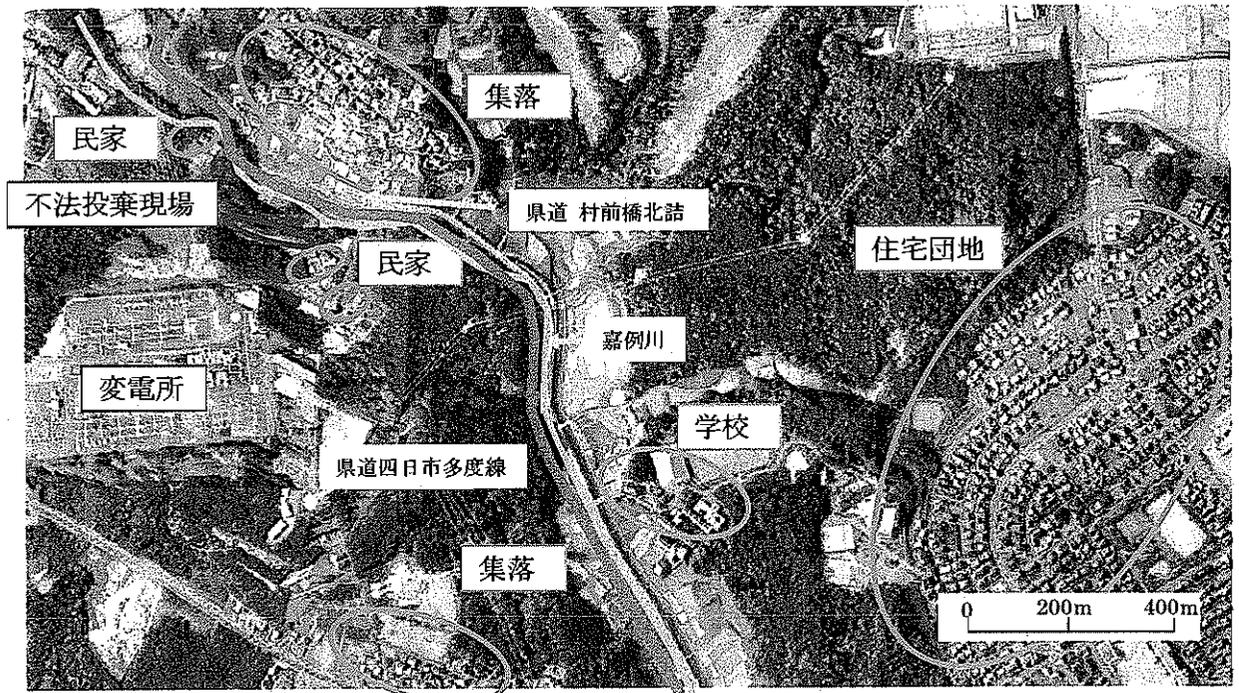 集落
民家
不法投棄現場
県道 村前橋北詰
住宅団地
民家
嘉例川
変電所
学校
県道四日市多度線
集落
0 200m 400m